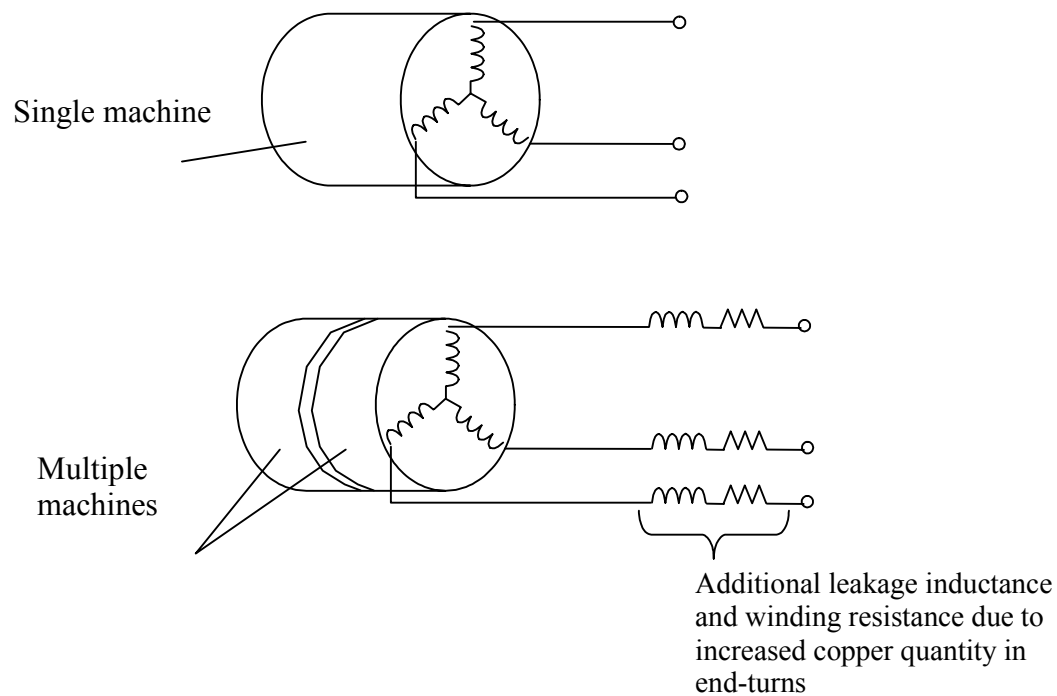 Single machine
Multiple
machines
Additional leakage inductance
and winding resistance due to
increased copper quantity in
end-turns